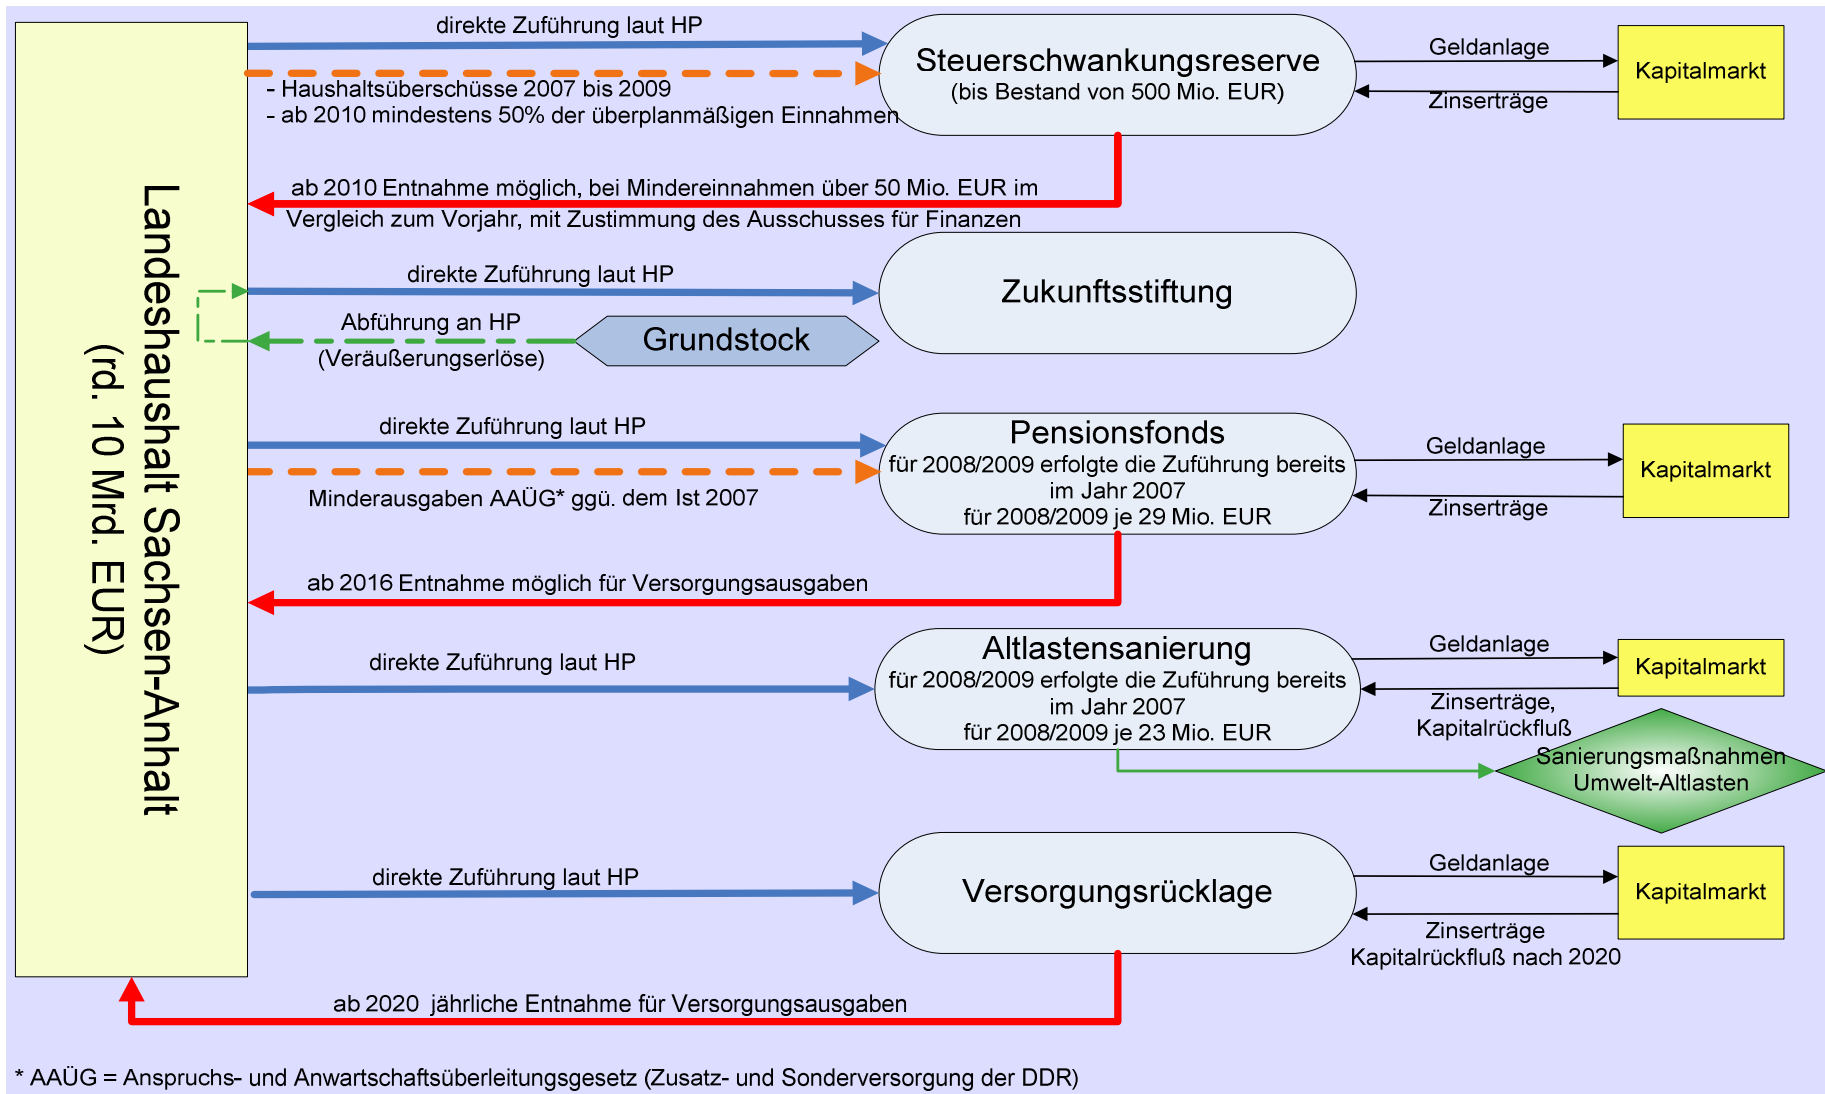 Landeshaushalt Sachsen-Anhalt
(rd. 10 Mrd. EUR)
direkte Zuführung laut HP
- Haushaltsüberschüsse 2007 bis 2009
- ab 2010 mindestens 50% der überplanmäßigen Einnahmen
Steuerschwankungsreserve
(bis Bestand von 500 Mio. EUR)
Geldanlage
Zinserträge
Kapitalmarkt
ab 2010 Entnahme möglich, bei Mindereinnahmen über 50 Mio. EUR im
Vergleich zum Vorjahr, mit Zustimmung des Ausschusses für Finanzen
direkte Zuführung laut HP
Zukunftsstiftung
Abführung an HP
(Veräußerungserlöse)
Grundstock
direkte Zuführung laut HP
Minderausgaben AAÜG* ggü. dem Ist 2007
Pensionsfonds
für 2008/2009 erfolgte die Zuführung bereits
im Jahr 2007
für 2008/2009 je 29 Mio. EUR
Geldanlage
Zinserträge
Kapitalmarkt
ab 2016 Entnahme möglich für Versorgungsausgaben
direkte Zuführung laut HP
Altlastensanierung
für 2008/2009 erfolgte die Zuführung bereits
im Jahr 2007
für 2008/2009 je 23 Mio. EUR
Geldanlage
Zinserträge,
Kapitalrückfluß
Kapitalmarkt
Sanierungsmaßnahmen
Umwelt-Altlasten
direkte Zuführung laut HP
Versorgungsrücklage
Geldanlage
Zinserträge
Kapitalrückfluß nach 2020
Kapitalmarkt
ab 2020 jährliche Entnahme für Versorgungsausgaben
* AAÜG = Anspruchs- und Anwartschaftsüberleitungsgesetz (Zusatz- und Sonderversorgung der DDR)